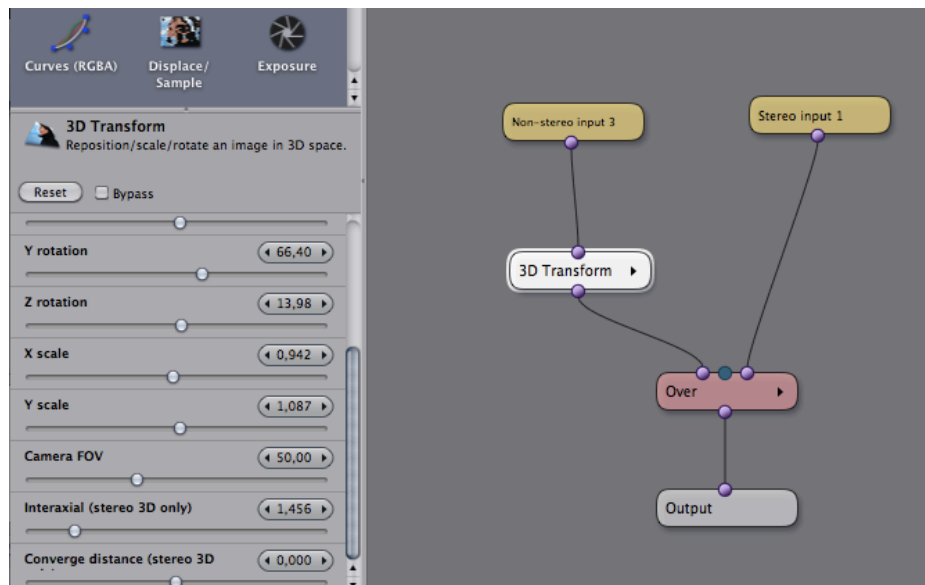 Curves (RGBA)
Displace/
Sample
Exposure
3D Transform
Reposition/scale/rotate an image in 3D space.
Reset
Bypass
Y rotation
66,40
Z rotation
13,98
X scale
0,942
Y scale
1,087
Camera FOV
50,00
Interaxial (stereo 3D only)
1,456
Converge distance (stereo 3D
0,000
Non-stereo input 3
Stereo input 1
3D Transform
Over
Output